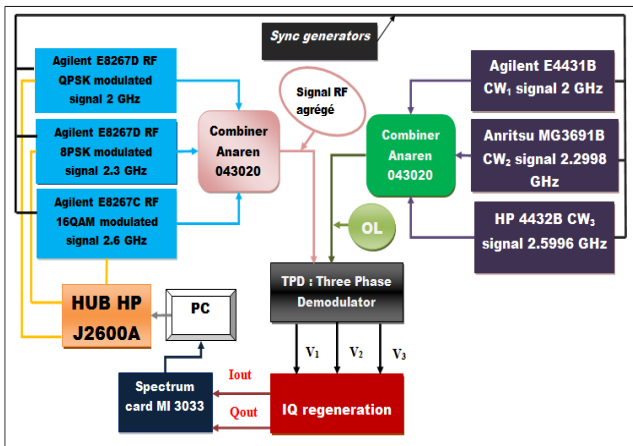 Sync generators
Agilent E8267D RF
QPSK modulated
signal 2 GHz
Agilent E8267D RF
8PSK modulated
signal 2.3 GHz
Agilent E8267C RF
16QAM modulated
signal 2.6 GHz
Combiner
Anaren
043020
Signal RF
agrégé
Combiner
Anaren
043020
Agilent E4431B
CW1 signal 2 GHz
Anritsu MG3691B
CW2 signal 2.2998
GHz
HP 4432B CW3
signal 2.5996 GHz
OL
TPD : Three Phase
Demodulator
HUB HP
J2600A
PC
V1
V2
V3
Spectrum
card MI 3033
Iout
Qout
IQ regeneration